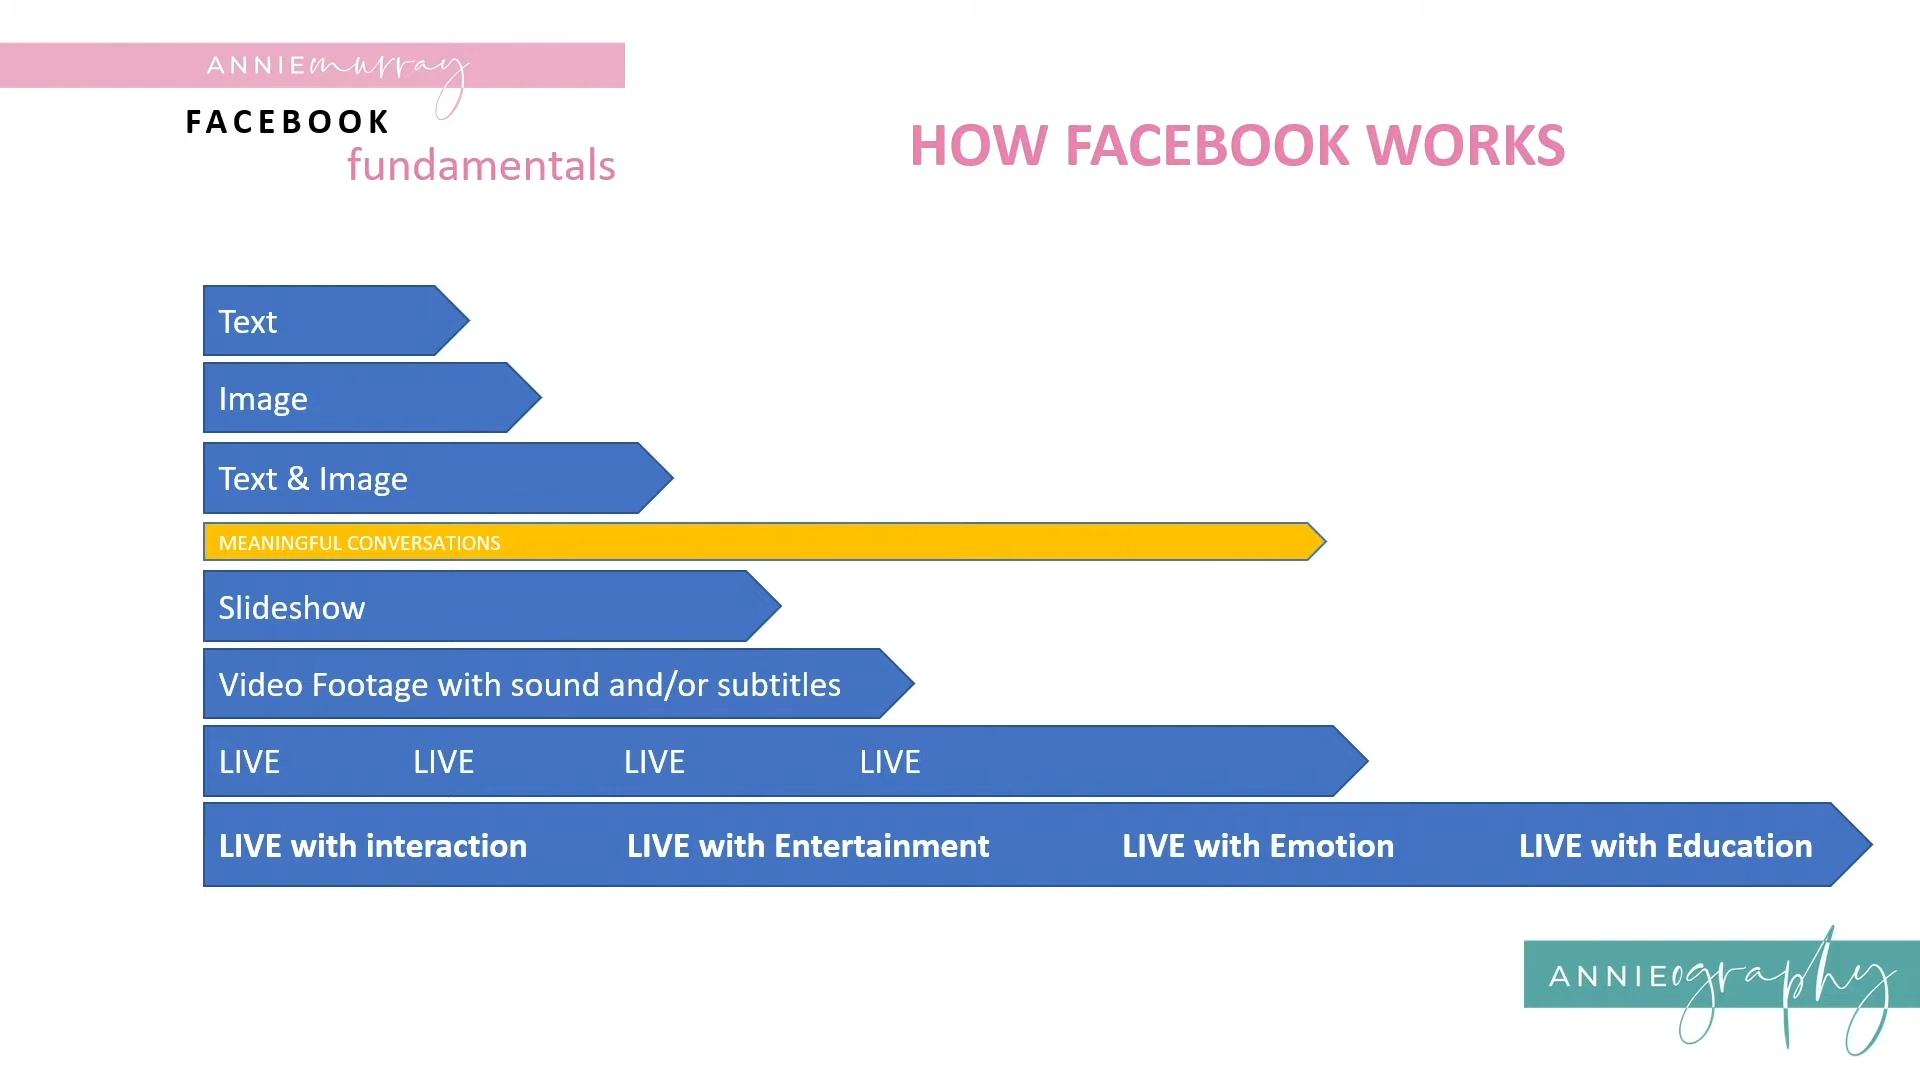 ANNIEmurray
FACEBOOK
fundamentals
HOW FACEBOOK WORKS
Text
Image
Text & Image
MEANINGFUL CONVERSATIONS
Slideshow
Video Footage with sound and/or subtitles
LIVE LIVE LIVE LIVE
LIVE with interaction LIVE with Entertainment LIVE with Emotion LIVE with Education
ANNIEography